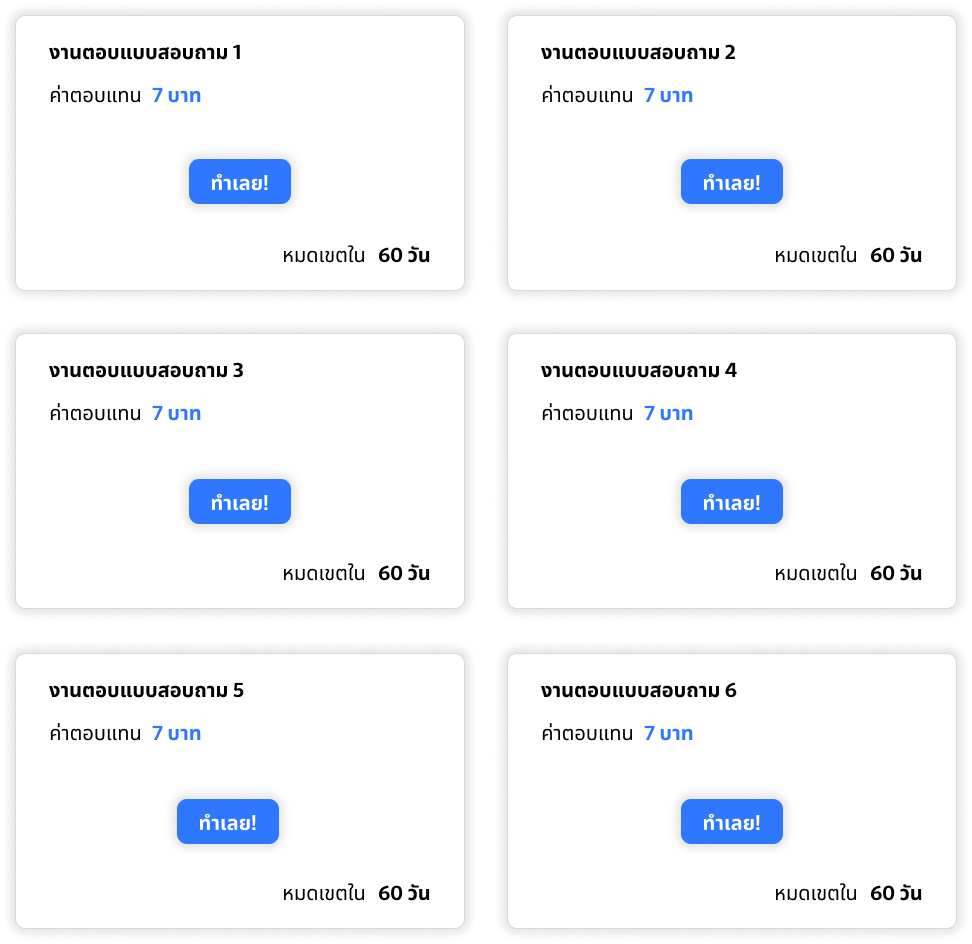 งานตอบแบบสอบถาม 1
ค่าตอบแทน 7 บาท
ทำเลย!
หมดเขตใน 60 วัน
งานตอบแบบสอบถาม 2
ค่าตอบแทน 7 บาท
ทำเลย!
หมดเขตใน 60 วัน
งานตอบแบบสอบถาม 3
ค่าตอบแทน 7 บาท
ทำเลย!
หมดเขตใน 60 วัน
งานตอบแบบสอบถาม 4
ค่าตอบแทน 7 บาท
ทำเลย!
หมดเขตใน 60 วัน
งานตอบแบบสอบถาม 5
ค่าตอบแทน 7 บาท
ทำเลย!
หมดเขตใน 60 วัน
งานตอบแบบสอบถาม 6
ค่าตอบแทน 7 บาท
ทำเลย!
หมดเขตใน 60 วัน